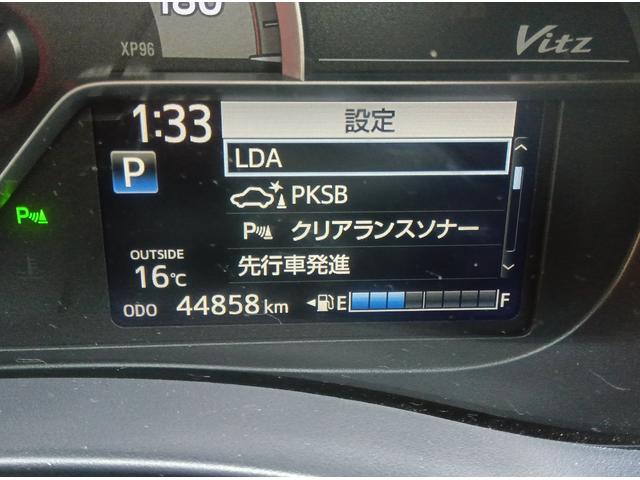 180
XP96
Vitz
1:33
設定
P
LDA
PKSB
P クリアランスソナー
先行車発進
OUTSIDE
16℃
ODO 44858 km
E F
P